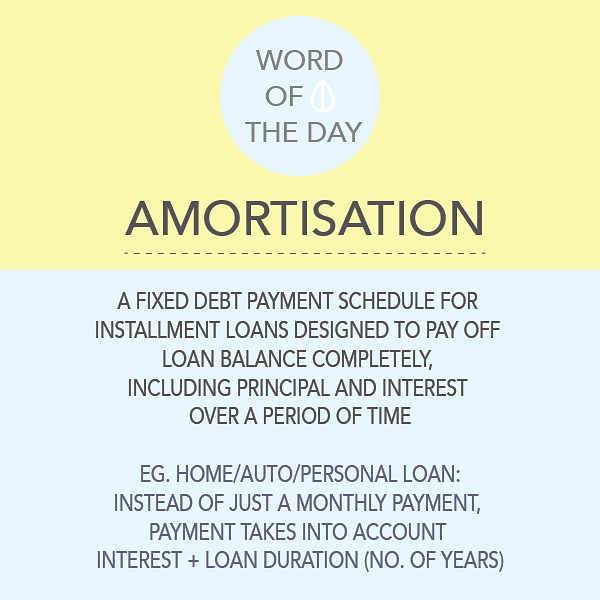 WORD
OF
THE DAY
AMORTISATION
A FIXED DEBT PAYMENT SCHEDULE FOR
INSTALLMENT LOANS DESIGNED TO PAY OFF
LOAN BALANCE COMPLETELY,
INCLUDING PRINCIPAL AND INTEREST
OVER A PERIOD OF TIME
EG. HOME/AUTO/PERSONAL LOAN:
INSTEAD OF JUST A MONTHLY PAYMENT,
PAYMENT TAKES INTO ACCOUNT
INTEREST + LOAN DURATION (NO. OF YEARS)